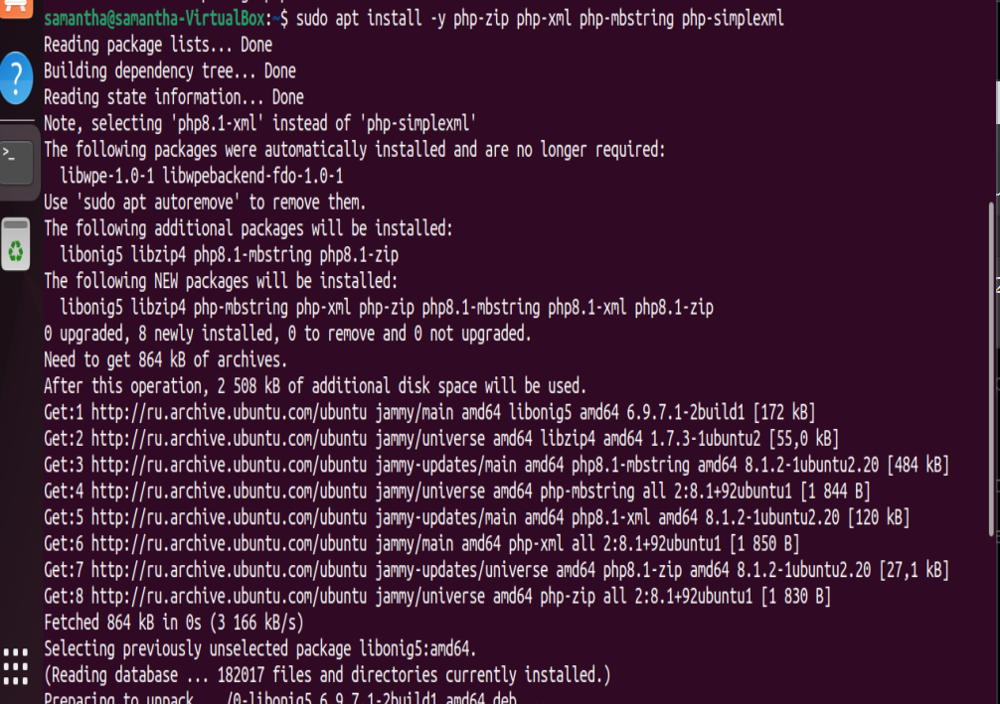 samantha@samantha-VirtualBox:~$ sudo apt install -y php-zip php-xml php-mbstring php-simplexml
Reading package lists... Done
Building dependency tree... Done
Reading state information... Done
Note, selecting 'php8.1-xml' instead of 'php-simplexml'
The following packages were automatically installed and are no longer required:
  libwpe-1.0-1 libwpebackend-fdo-1.0-1
Use 'sudo apt autoremove' to remove them.
The following additional packages will be installed:
  libonig5 libzip4 php8.1-mbstring php8.1-zip
The following NEW packages will be installed:
  libonig5 libzip4 php-mbstring php-xml php-zip php8.1-mbstring php8.1-xml php8.1-zip
0 upgraded, 8 newly installed, 0 to remove and 0 not upgraded.
Need to get 864 kB of archives.
After this operation, 2 508 kB of additional disk space will be used.
Get:1 http://ru.archive.ubuntu.com/ubuntu jammy/main amd64 libonig5 amd64 6.9.7.1-2build1 [172 kB]
Get:2 http://ru.archive.ubuntu.com/ubuntu jammy/universe amd64 libzip4 amd64 1.7.3-1ubuntu2 [55,0 kB]
Get:3 http://ru.archive.ubuntu.com/ubuntu jammy-updates/main amd64 php8.1-mbstring amd64 8.1.2-1ubuntu2.20 [484 kB]
Get:4 http://ru.archive.ubuntu.com/ubuntu jammy/universe amd64 php-mbstring all 2:8.1+92ubuntu1 [1 844 B]
Get:5 http://ru.archive.ubuntu.com/ubuntu jammy-updates/main amd64 php8.1-xml amd64 8.1.2-1ubuntu2.20 [120 kB]
Get:6 http://ru.archive.ubuntu.com/ubuntu jammy/main amd64 php-xml all 2:8.1+92ubuntu1 [1 850 B]
Get:7 http://ru.archive.ubuntu.com/ubuntu jammy-updates/universe amd64 php8.1-zip amd64 8.1.2-1ubuntu2.20 [27,1 kB]
Get:8 http://ru.archive.ubuntu.com/ubuntu jammy/universe amd64 php-zip all 2:8.1+92ubuntu1 [1 830 B]
Fetched 864 kB in 0s (3 166 kB/s)
Selecting previously unselected package libonig5:amd64.
(Reading database ... 182017 files and directories currently installed.)
Preparing to unpack .../0-libonig5_6.9.7.1-2build1_amd64.deb